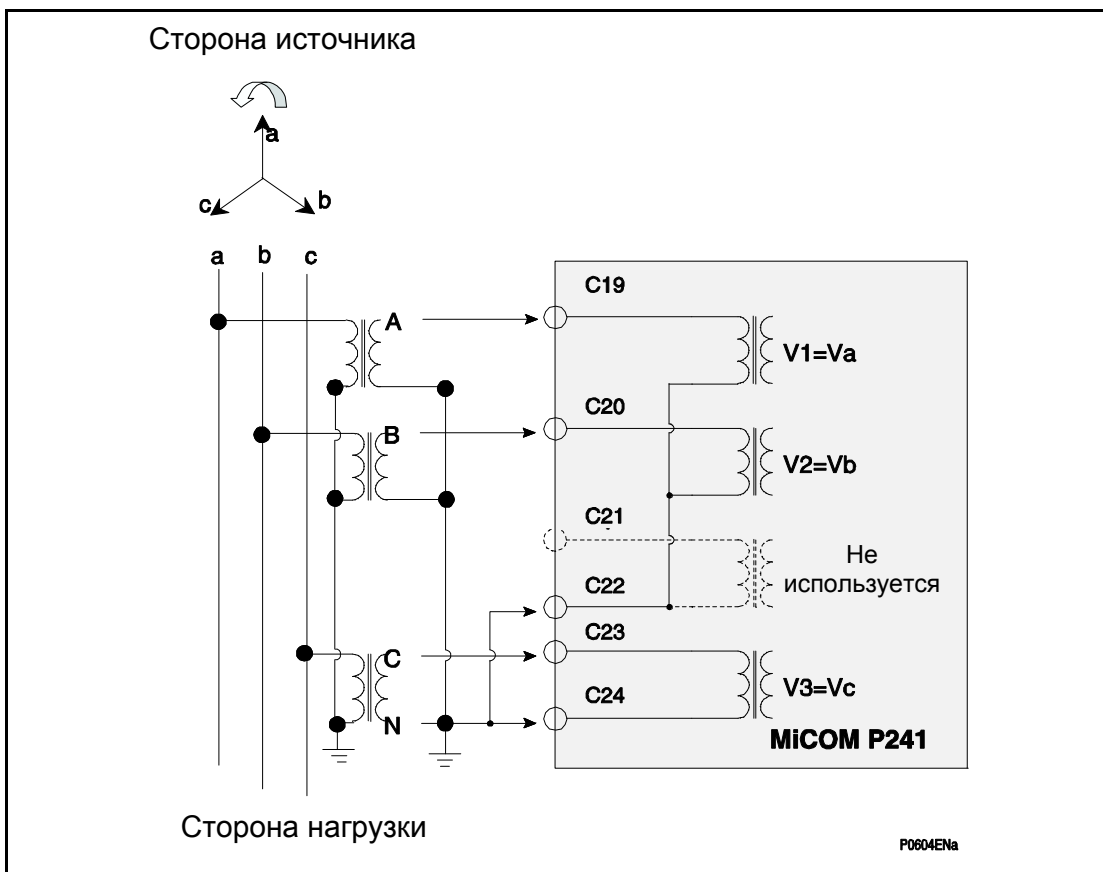 Сторона источника
a
c
b
a b c
C19
A
V1=Va
C20
B
V2=Vb
C21
Не
используется
C22
C23
C
V3=Vc
C24
N
MiCOM P241
Сторона нагрузки
P0604ENa